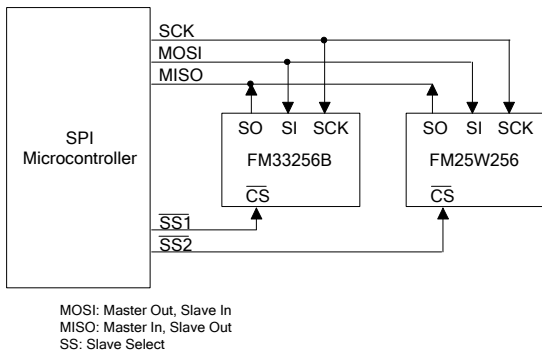 SCK
MOSI
MISO
SPI
Microcontroller
SO SI SCK
FM33256B
CS
SO SI SCK
FM25W256
CS
SS1
SS2
MOSI: Master Out, Slave In
MISO: Master In, Slave Out
SS: Slave Select